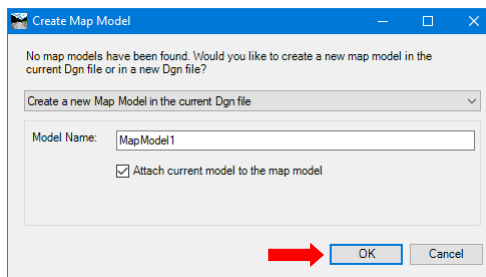 Create Map Model
No map models have been found. Would you like to create a new map model in the
current Dgn file or in a new Dgn file?
Create a new Map Model in the current Dgn file
Model Name: MapModel1
Attach current model to the map model
OK Cancel